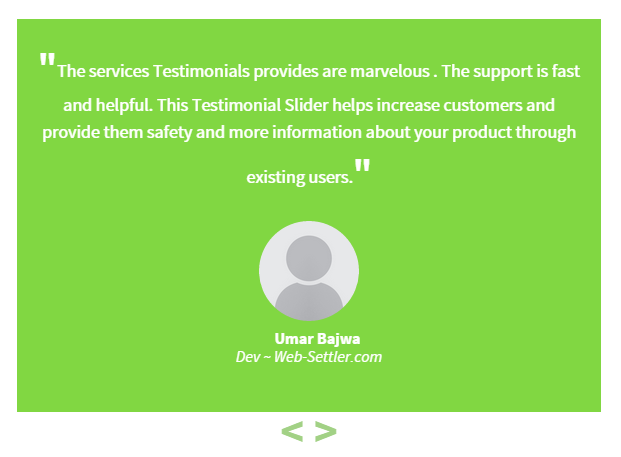 "The services Testimonials provides are marvelous . The support is fast
and helpful. This Testimonial Slider helps increase customers and
provide them safety and more information about your product through
existing users."
Umar Bajwa
Dev ~ Web-Settler.com
< >